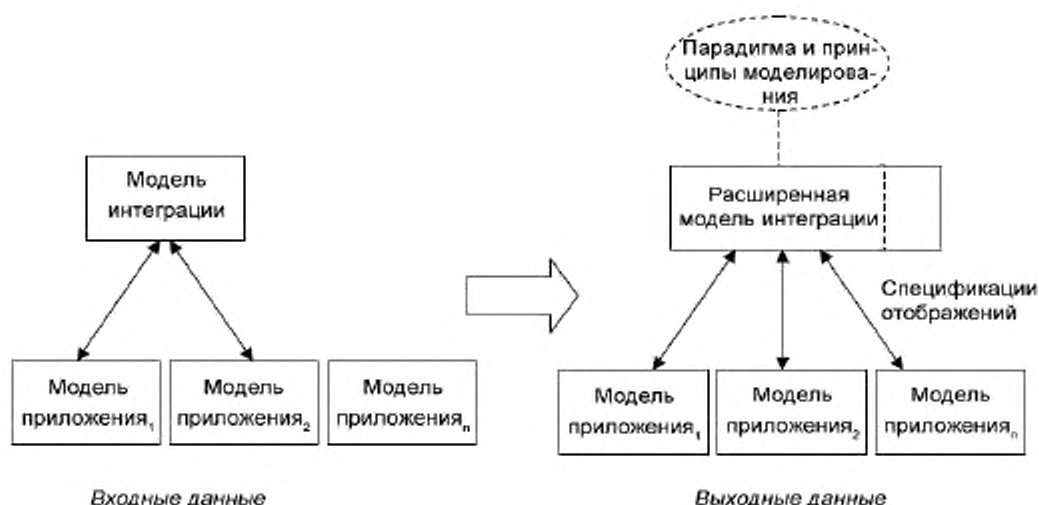 Модель
интеграции
Модель
приложения₁
Модель
приложения₂
Модель
приложенияₙ
Входные данные
Парадигма и прин-
ципы моделирова-
ния
Расширенная
модель интеграции
Спецификации
отображений
Модель
приложения₁
Модель
приложения₂
Модель
приложенияₙ
Выходные данные